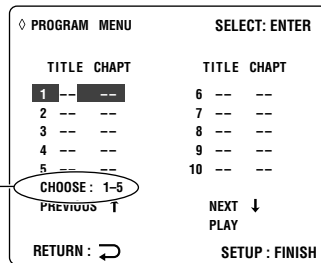 ◊ PROGRAM MENU SELECT: ENTER
TITLE CHAPT TITLE CHAPT
1 -- -- 6 -- --
2 -- -- 7 -- --
3 -- -- 8 -- --
4 -- -- 9 -- --
5 -- -- 10 -- --
CHOOSE : 1–5
PREVIOUS ↑ NEXT ↓
PLAY
RETURN : SETUP : FINISH